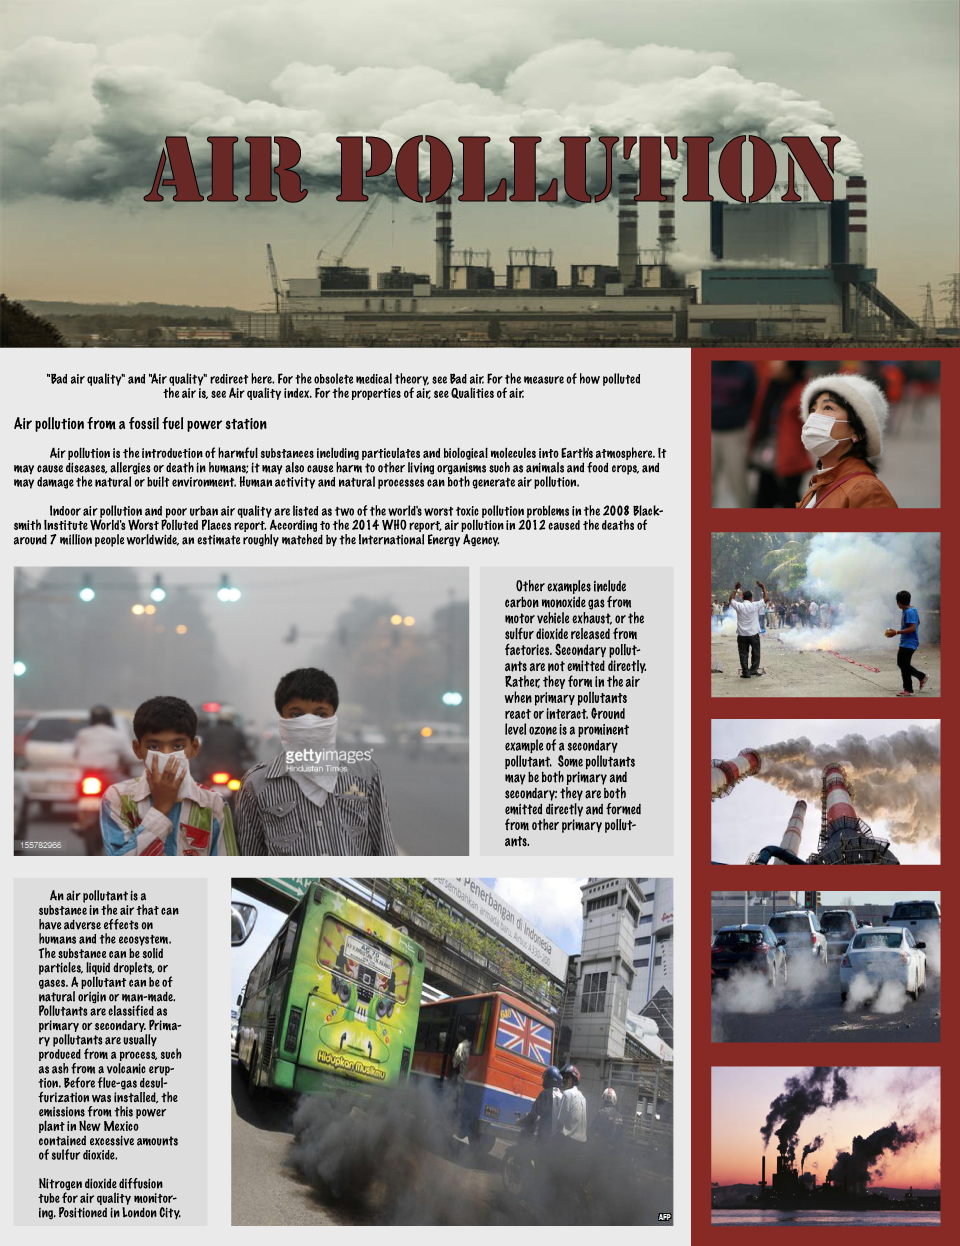 AIR POLLUTION
"Bad air quality" and "Air quality" redirect here. For the obsolete medical theory, see Bad air. For the measure of how polluted
the air is, see Air quality index. For the properties of air, see Qualities of air.
Air pollution from a fossil fuel power station
Air pollution is the introduction of harmful substances including particulates and biological molecules into Earth's atmosphere. It
may cause diseases, allergies or death in humans; it may also cause harm to other living organisms such as animals and food crops, and
may damage the natural or built environment. Human activity and natural processes can both generate air pollution.
Indoor air pollution and poor urban air quality are listed as two of the world's worst toxic pollution problems in the 2008 Black-
smith Institute World's Worst Polluted Places report. According to the 2014 WHO report, air pollution in 2012 caused the deaths of
around 7 million people worldwide, an estimate roughly matched by the International Energy Agency.
gettyimages®
Hindustan Times
155782966
Other examples include
carbon monoxide gas from
motor vehicle exhaust, or the
sulfur dioxide released from
factories. Secondary pollut-
ants are not emitted directly.
Rather, they form in the air
when primary pollutants
react or interact. Ground
level ozone is a prominent
example of a secondary
pollutant. Some pollutants
may be both primary and
secondary: they are both
emitted directly and formed
from other primary pollut-
ants.
An air pollutant is a
substance in the air that can
have adverse effects on
humans and the ecosystem.
The substance can be solid
particles, liquid droplets, or
gases. A pollutant can be of
natural origin or man-made.
Pollutants are classified as
primary or secondary. Prima-
ry pollutants are usually
produced from a process, such
as ash from a volcanic erup-
tion. Before flue-gas desul-
furization was installed, the
emissions from this power
plant in New Mexico
contained excessive amounts
of sulfur dioxide.
Nitrogen dioxide diffusion
tube for air quality monitor-
ing. Positioned in London City.
Penerbangan di Indonesia
persembahkan armada baru, Airbus A330-200
Hidupkan Musikmu
AFP